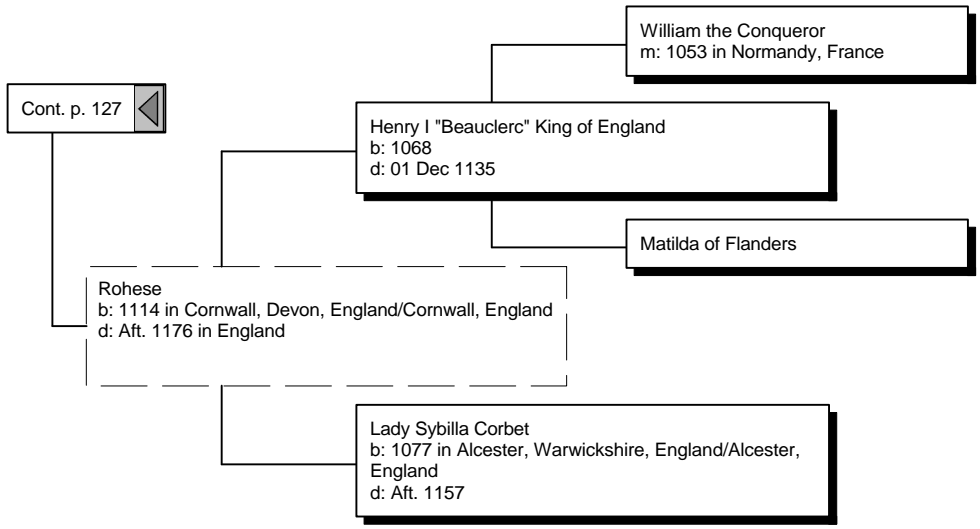 William the Conqueror
m: 1053 in Normandy, France
Cont. p. 127
Henry I "Beauclerc" King of England
b: 1068
d: 01 Dec 1135
Matilda of Flanders
Rohese
b: 1114 in Cornwall, Devon, England/Cornwall, England
d: Aft. 1176 in England
Lady Sybilla Corbet
b: 1077 in Alcester, Warwickshire, England/Alcester,
England
d: Aft. 1157